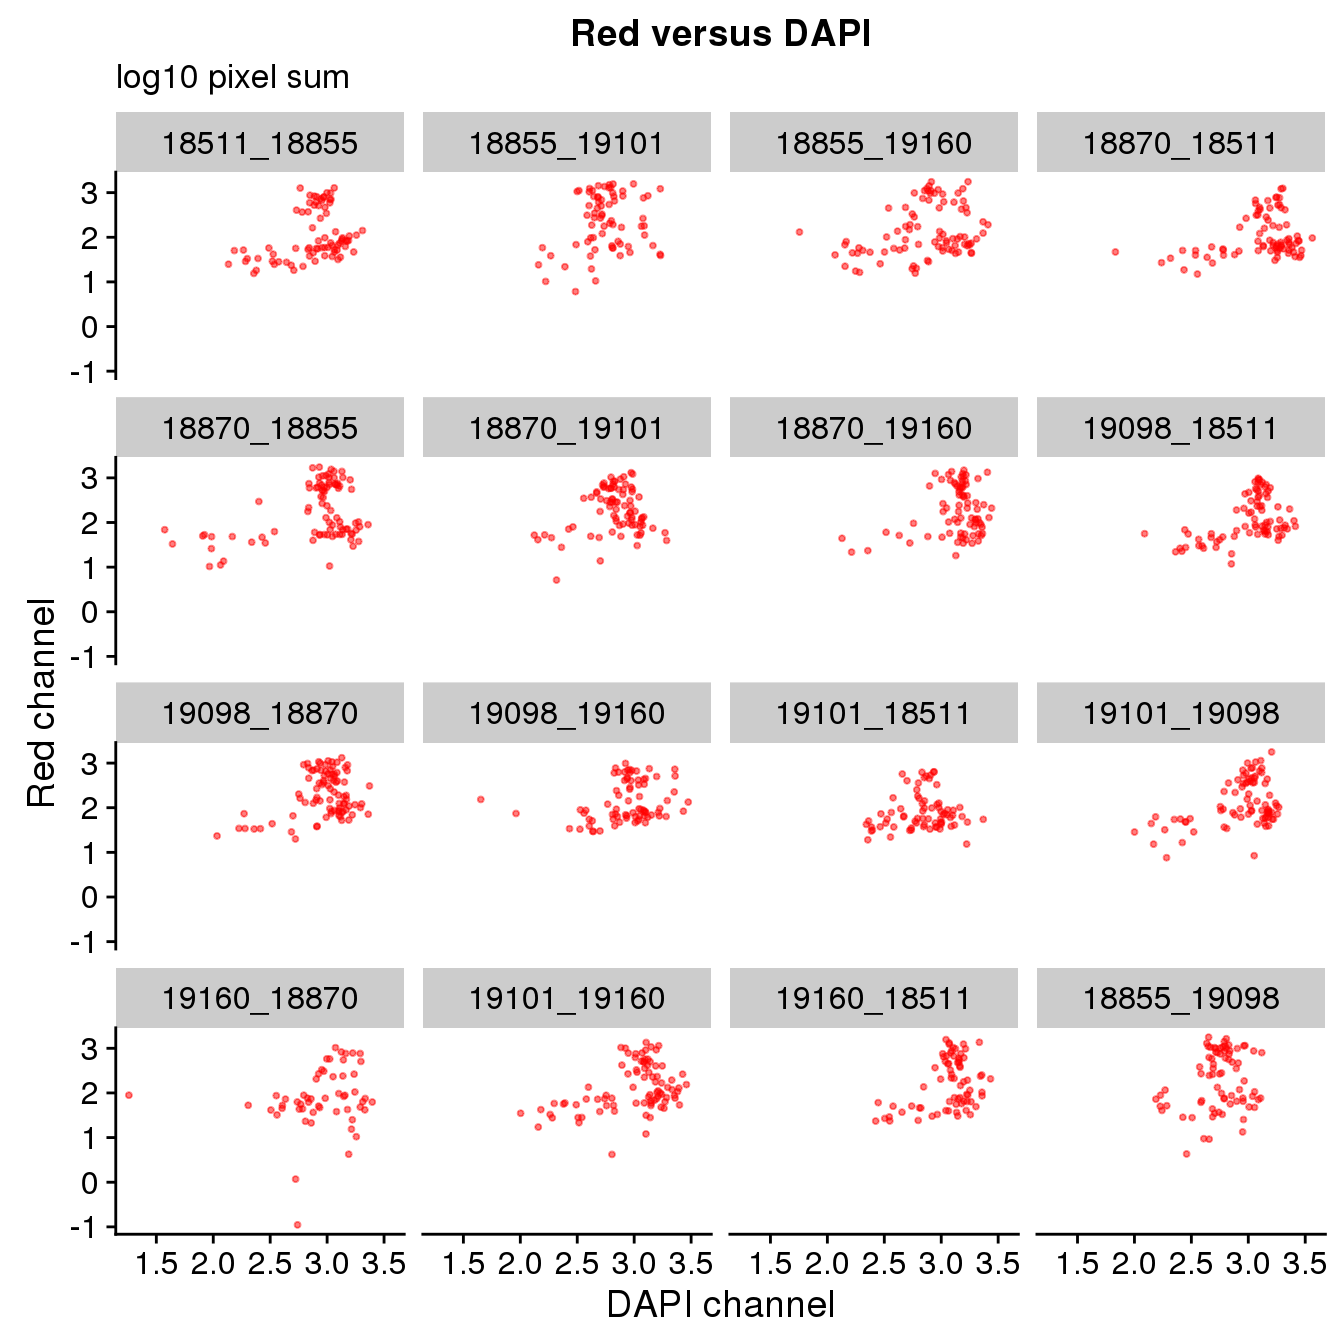 Red versus DAPI
log10 pixel sum
18511_18855 18855_19101 18855_19160 18870_18511
3
2
1
0
-1
18870_18855 18870_19101 18870_19160 19098_18511
3
2
1
0
-1
19098_18870 19098_19160 19101_18511 19101_19098
3
2
1
0
-1
19160_18870 19101_19160 19160_18511 18855_19098
3
2
1
0
-1
Red channel
1.5 2.0 2.5 3.0 3.5 1.5 2.0 2.5 3.0 3.5 1.5 2.0 2.5 3.0 3.5 1.5 2.0 2.5 3.0 3.5
DAPI channel